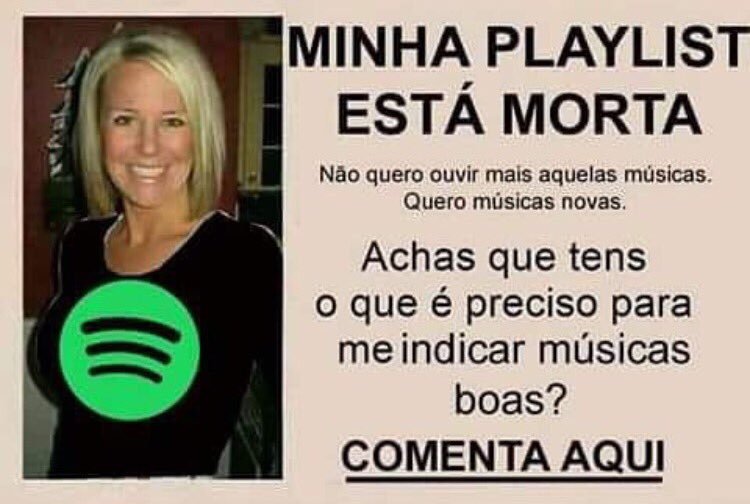 MINHA PLAYLIST
ESTÁ MORTA
Não quero ouvir mais aquelas músicas.
Quero músicas novas.
Achas que tens
o que é preciso para
me indicar músicas
boas?
COMENTA AQUI